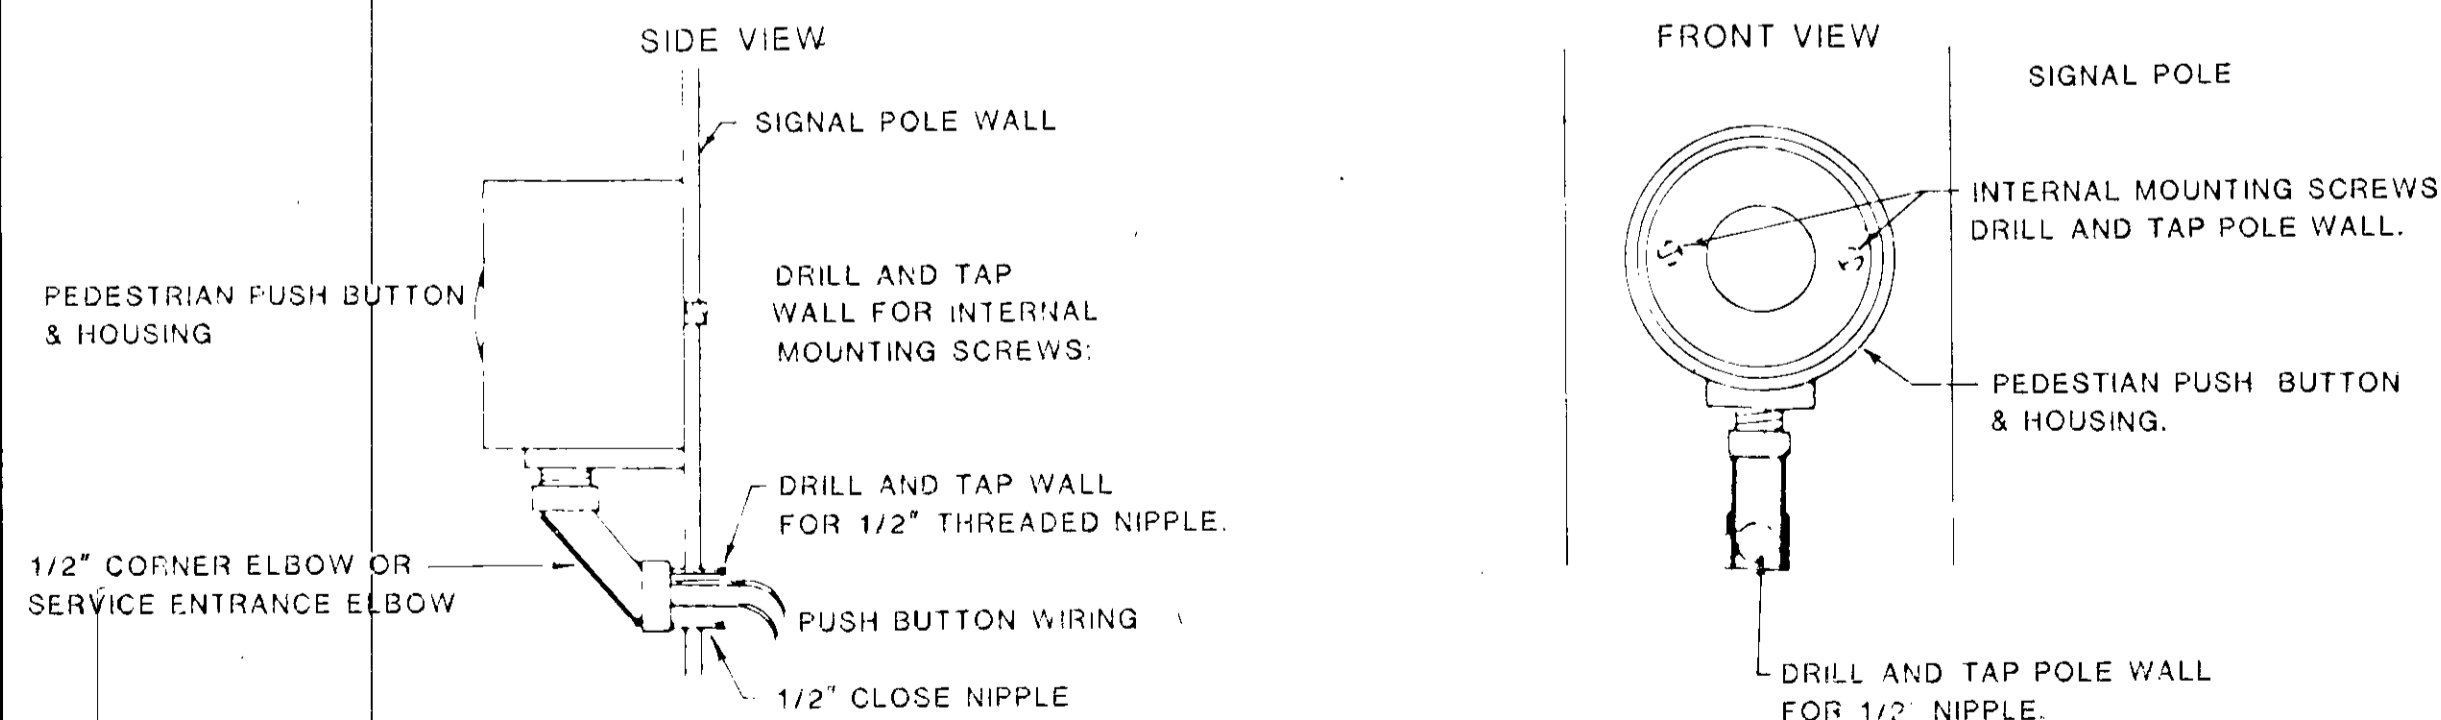 SIDE VIEW
SIGNAL POLE WALL
PEDESTRIAN PUSH BUTTON
& HOUSING
DRILL AND TAP
WALL FOR INTERNAL
MOUNTING SCREWS:
DRILL AND TAP WALL
FOR 1/2" THREADED NIPPLE.
1/2" CORNER ELBOW OR
SERVICE ENTRANCE ELBOW
PUSH BUTTON WIRING
1/2" CLOSE NIPPLE
FRONT VIEW
SIGNAL POLE
INTERNAL MOUNTING SCREWS
DRILL AND TAP POLE WALL.
PEDESTIAN PUSH BUTTON
& HOUSING.
DRILL AND TAP POLE WALL
FOR 1/2' NIPPLE.